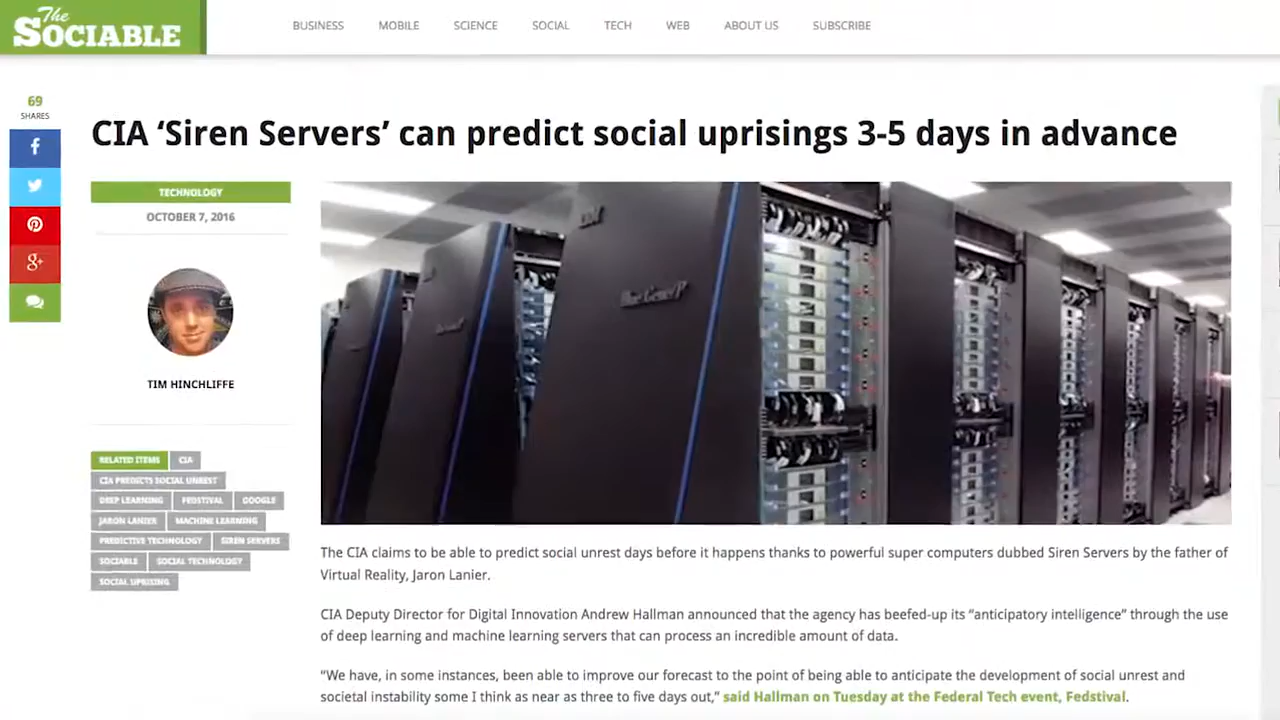 The
SOCIABLE
BUSINESS MOBILE SCIENCE SOCIAL TECH WEB ABOUT US SUBSCRIBE
69
SHARES
CIA ‘Siren Servers’ can predict social uprisings 3-5 days in advance
TECHNOLOGY
OCTOBER 7, 2016
TIM HINCHLIFFE
RELATED ITEMS CIA
CIA PREDICTS SOCIAL UNREST
DEEP LEARNING FEDSTIVAL GOOGLE
JARON LANIER MACHINE LEARNING
PREDICTIVE TECHNOLOGY SIREN SERVERS
SOCIABLE SOCIAL TECHNOLOGY
SOCIAL UPRISING
IBM
Blue Gene/P
The CIA claims to be able to predict social unrest days before it happens thanks to powerful super computers dubbed Siren Servers by the father of
Virtual Reality, Jaron Lanier.
CIA Deputy Director for Digital Innovation Andrew Hallman announced that the agency has beefed-up its “anticipatory intelligence” through the use
of deep learning and machine learning servers that can process an incredible amount of data.
“We have, in some instances, been able to improve our forecast to the point of being able to anticipate the development of social unrest and
societal instability some I think as near as three to five days out,” said Hallman on Tuesday at the Federal Tech event, Fedstival.